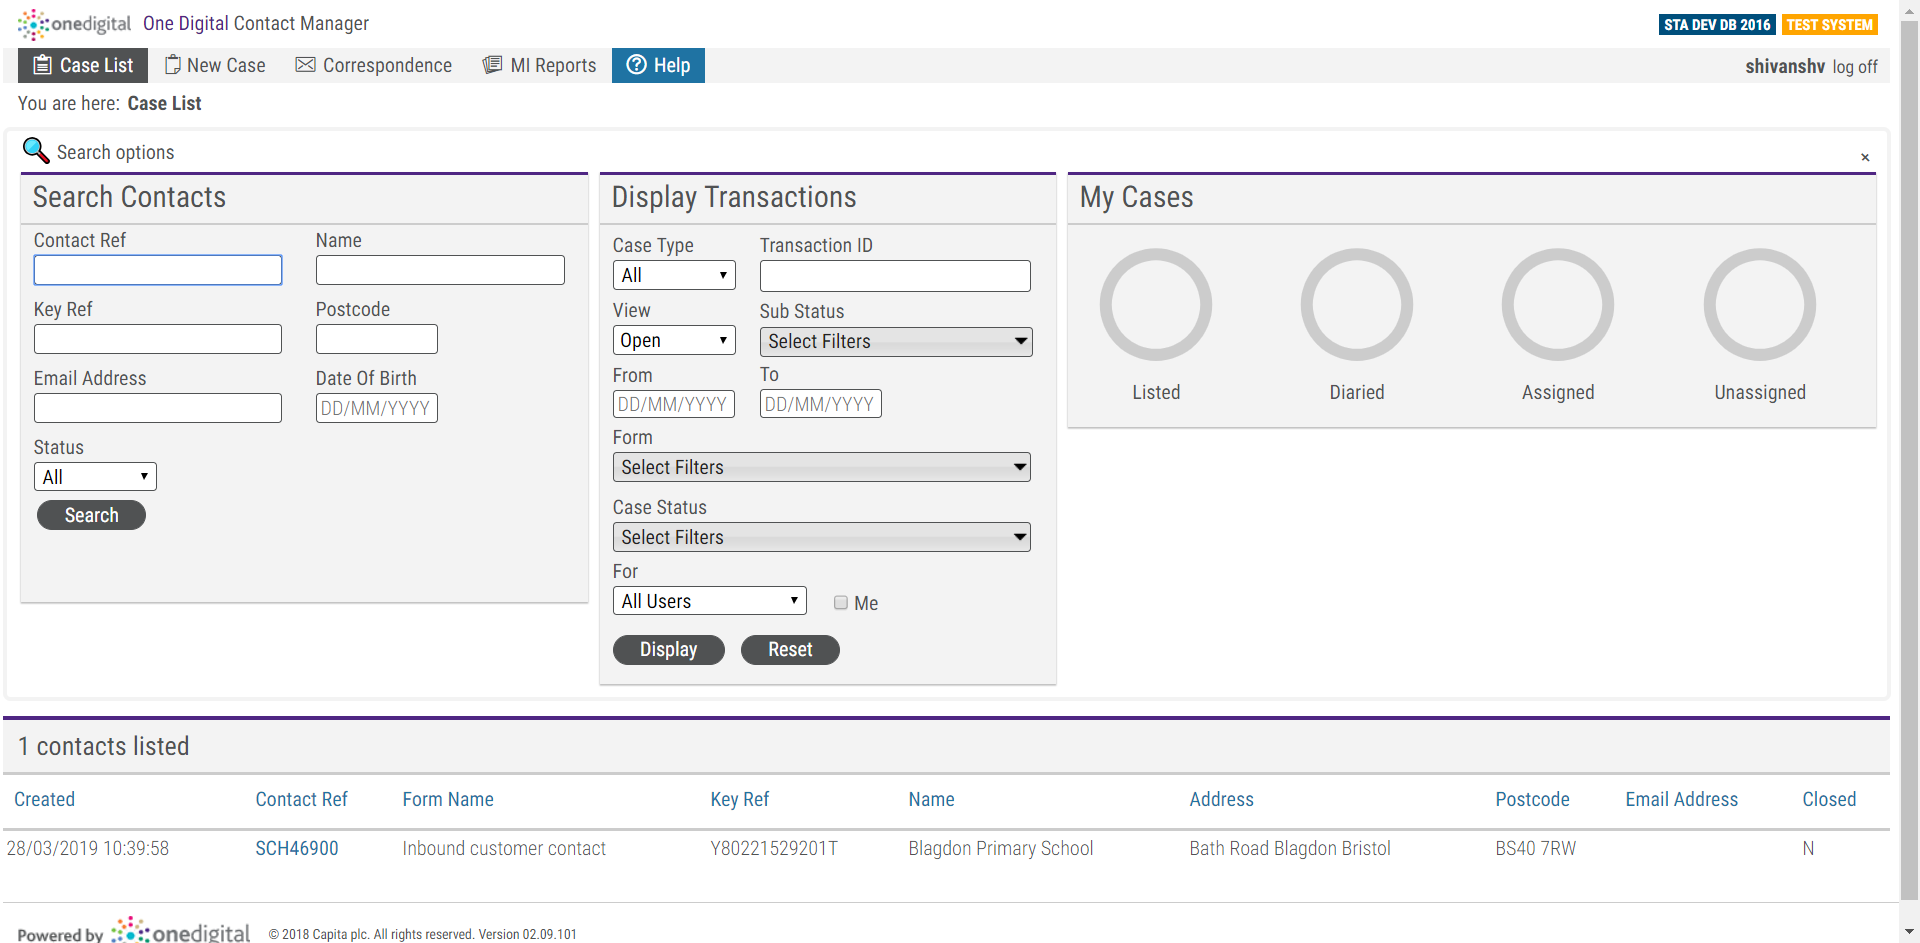 onedigital One Digital Contact Manager
STA DEV DB 2016 TEST SYSTEM
Case List New Case Correspondence MI Reports ? Help
shivanshv log off
You are here: Case List
Search options
×
Search Contacts
Contact Ref Name
Key Ref Postcode
Email Address Date Of Birth
DD/MM/YYYY
Status
All
Search
Display Transactions
Case Type Transaction ID
All
View Sub Status
Open Select Filters
From To
DD/MM/YYYY DD/MM/YYYY
Form
Select Filters
Case Status
Select Filters
For
All Users Me
Display Reset
My Cases
Listed Diaried Assigned Unassigned
1 contacts listed
Created Contact Ref Form Name Key Ref Name Address Postcode Email Address Closed
28/03/2019 10:39:58 SCH46900 Inbound customer contact Y80221529201T Blagdon Primary School Bath Road Blagdon Bristol BS40 7RW N
Powered by onedigital © 2018 Capita plc. All rights reserved. Version 02.09.101